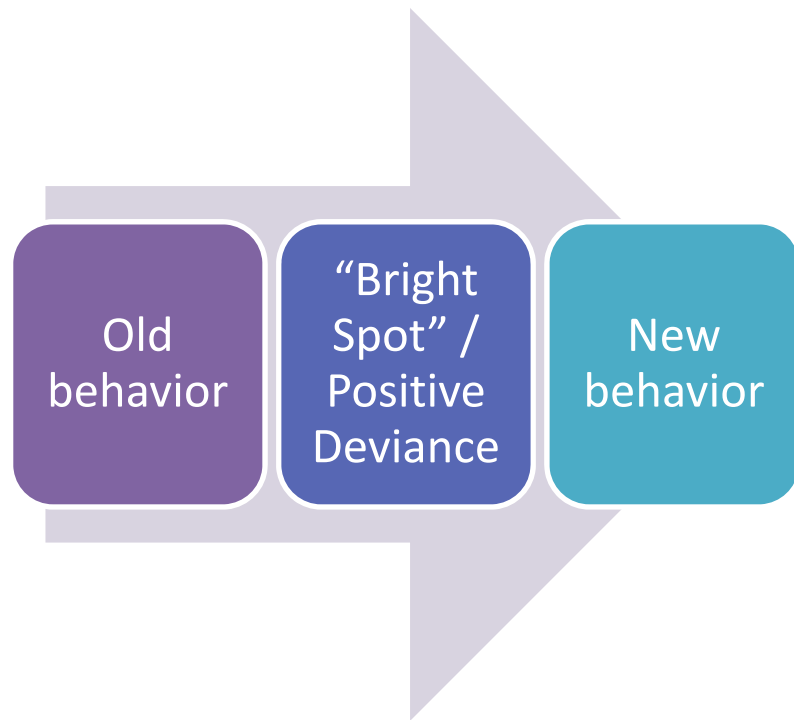 Old
behavior
“Bright
Spot” /
Positive
Deviance
New
behavior